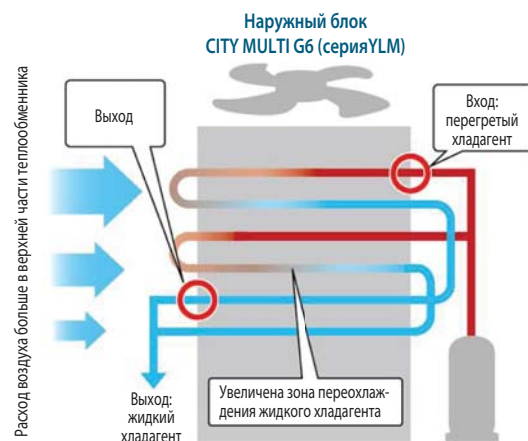 Наружный блок
CITY MULTI G6 (серияYLM)
Расход воздуха больше в верхней части теплообменника
Выход
Вход:
перегретый
хладагент
Увеличена зона переохлаж-
дения жидкого хладагента
Выход:
жидкий
хладагент